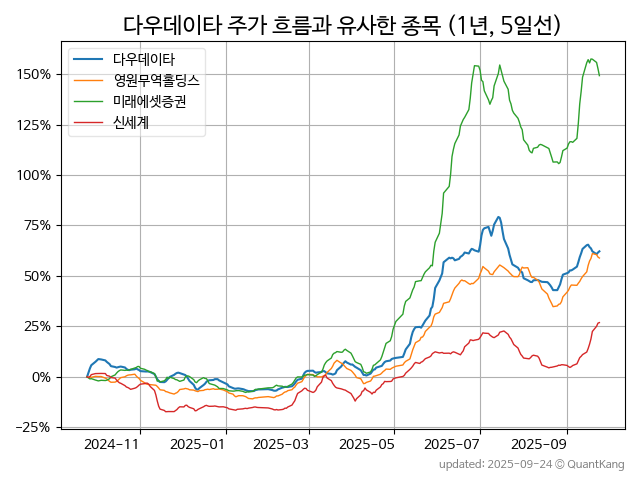 다우데이타 주가 흐름과 유사한 종목 (1년, 5일선)
다우데이타
영원무역홀딩스
미래에셋증권
신세계
150%
125%
100%
75%
50%
25%
0%
−25%
2024-11 2025-01 2025-03 2025-05 2025-07 2025-09
updated: 2025-09-24 © QuantKang